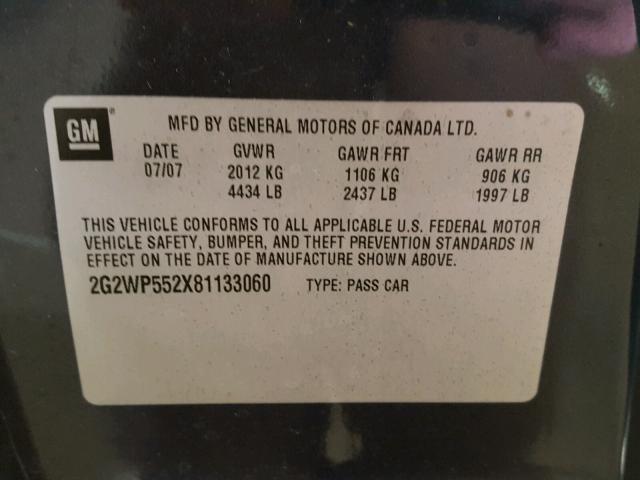 GM
MFD BY GENERAL MOTORS OF CANADA LTD.
DATE GVWR GAWR FRT GAWR RR
07/07 2012 KG 1106 KG 906 KG
4434 LB 2437 LB 1997 LB
THIS VEHICLE CONFORMS TO ALL APPLICABLE U.S. FEDERAL MOTOR
VEHICLE SAFETY, BUMPER, AND THEFT PREVENTION STANDARDS IN
EFFECT ON THE DATE OF MANUFACTURE SHOWN ABOVE.
2G2WP552X81133060 TYPE: PASS CAR